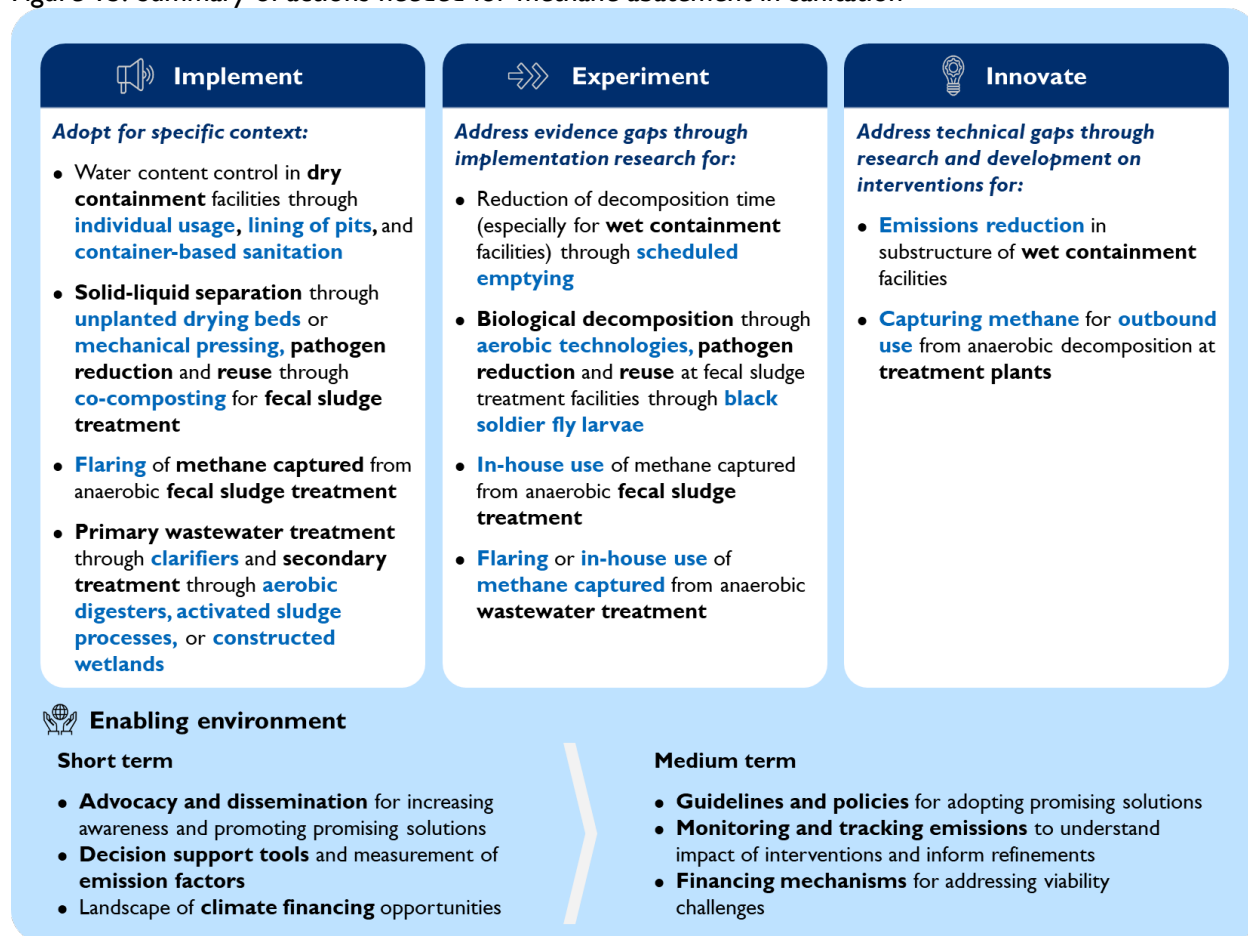 Implement
Adopt for specific context:
• Water content control in dry
containment facilities through
individual usage, lining of pits, and
container-based sanitation
• Solid-liquid separation through
unplanted drying beds or
mechanical pressing, pathogen
reduction and reuse through
co-composting for fecal sludge
treatment
• Flaring of methane captured from
anaerobic fecal sludge treatment
• Primary wastewater treatment
through clarifiers and secondary
treatment through aerobic
digesters, activated sludge
processes, or constructed
wetlands
Experiment
Address evidence gaps through
implementation research for:
• Reduction of decomposition time
(especially for wet containment
facilities) through scheduled
emptying
• Biological decomposition through
aerobic technologies, pathogen
reduction and reuse at fecal sludge
treatment facilities through black
soldier fly larvae
• In-house use of methane captured
from anaerobic fecal sludge
treatment
• Flaring or in-house use of
methane captured from anaerobic
wastewater treatment
Innovate
Address technical gaps through
research and development on
interventions for:
• Emissions reduction in
substructure of wet containment
facilities
• Capturing methane for outbound
use from anaerobic decomposition at
treatment plants
Enabling environment
Short term
• Advocacy and dissemination for increasing
awareness and promoting promising solutions
• Decision support tools and measurement of
emission factors
• Landscape of climate financing opportunities
Medium term
• Guidelines and policies for adopting promising solutions
• Monitoring and tracking emissions to understand
impact of interventions and inform refinements
• Financing mechanisms for addressing viability
challenges